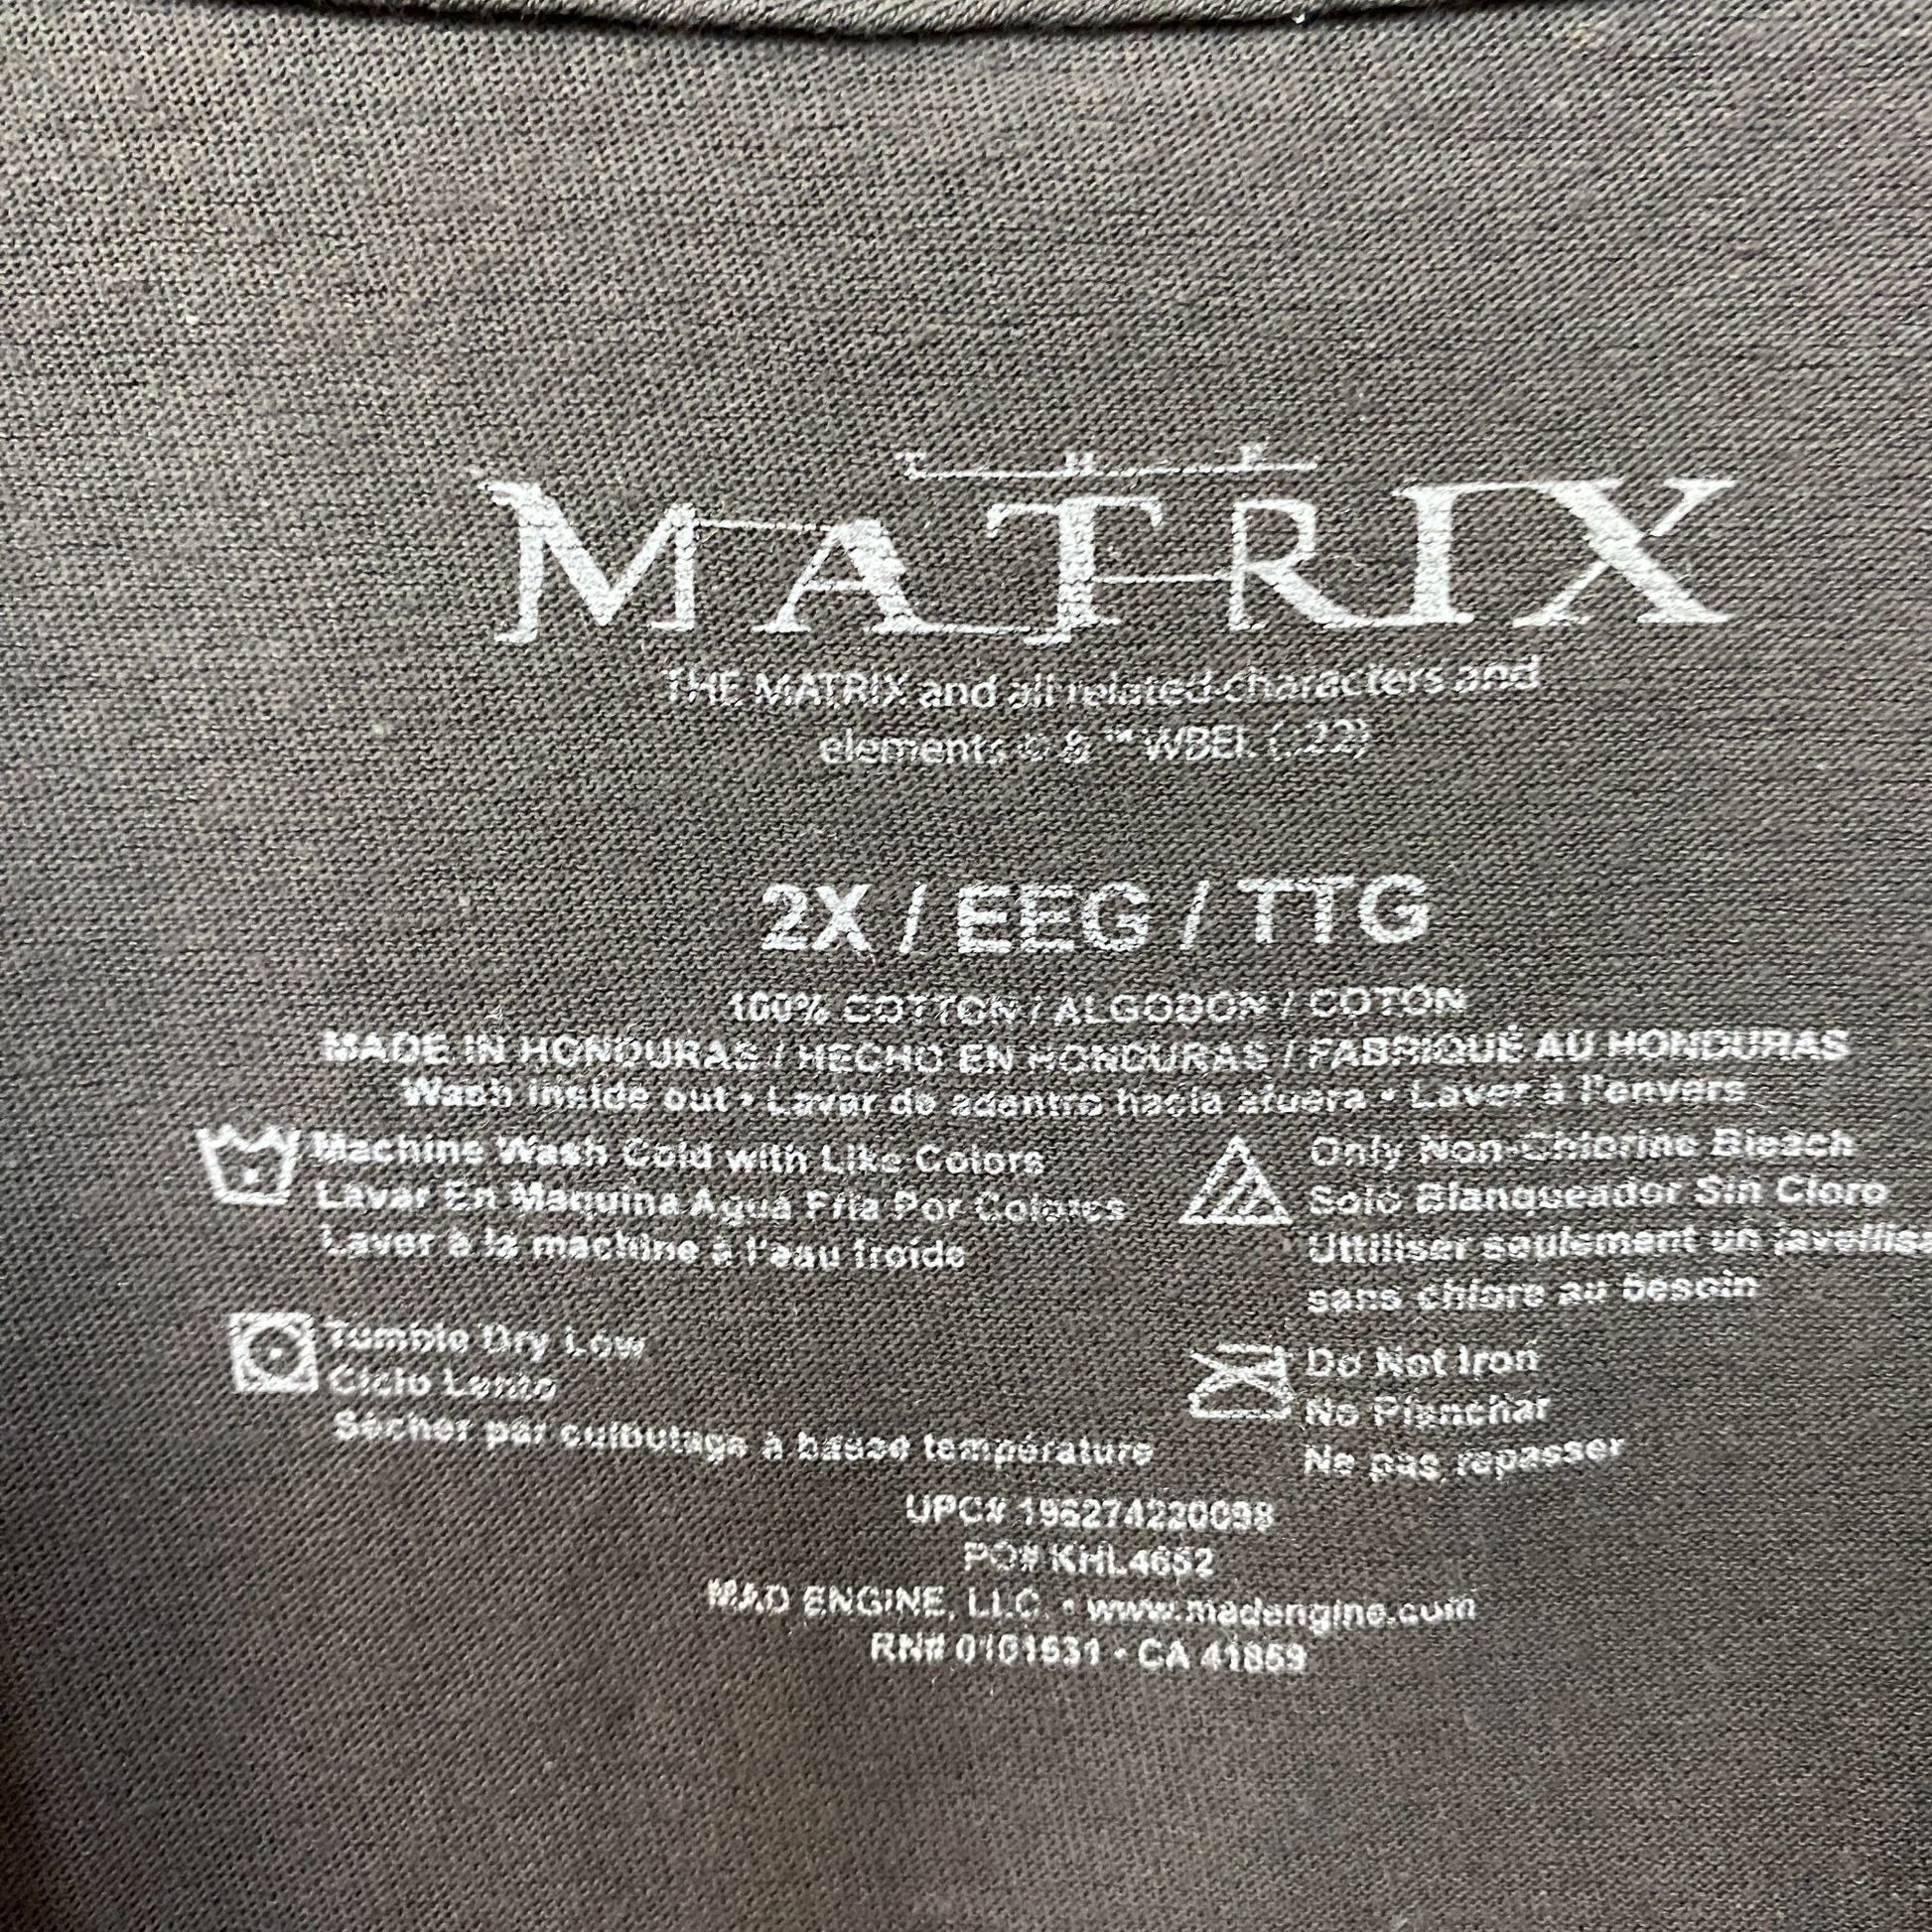 THE
MATRIX
THE MATRIX and all related characters and
elements © & ™ WBEI. (s22)
2X / EEG / TTG
100% COTTON / ALGODON / COTON
MADE IN HONDURAS / HECHO EN HONDURAS / FABRIQUÉ AU HONDURAS
Wash inside out • Lavar de adentro hacia afuera • Laver à l'envers
Machine Wash Cold with Like Colors
Lavar En Maquina Agua Fria Por Colores
Laver à la machine à l'eau froide
Only Non-Chlorine Bleach
Solo Blanqueador Sin Cloro
Uttiliser seulement un
sans chlore au besoin
Tumble Dry Low
Ciclo Lento
Sécher par culbutage à basse température
Do Not Iron
No Planchar
Ne pas repasser
UPC# 196274220098
PO# KHL4652
MAD ENGINE, LLC. • www.madengine.com
RN# 0101531 • CA 41859